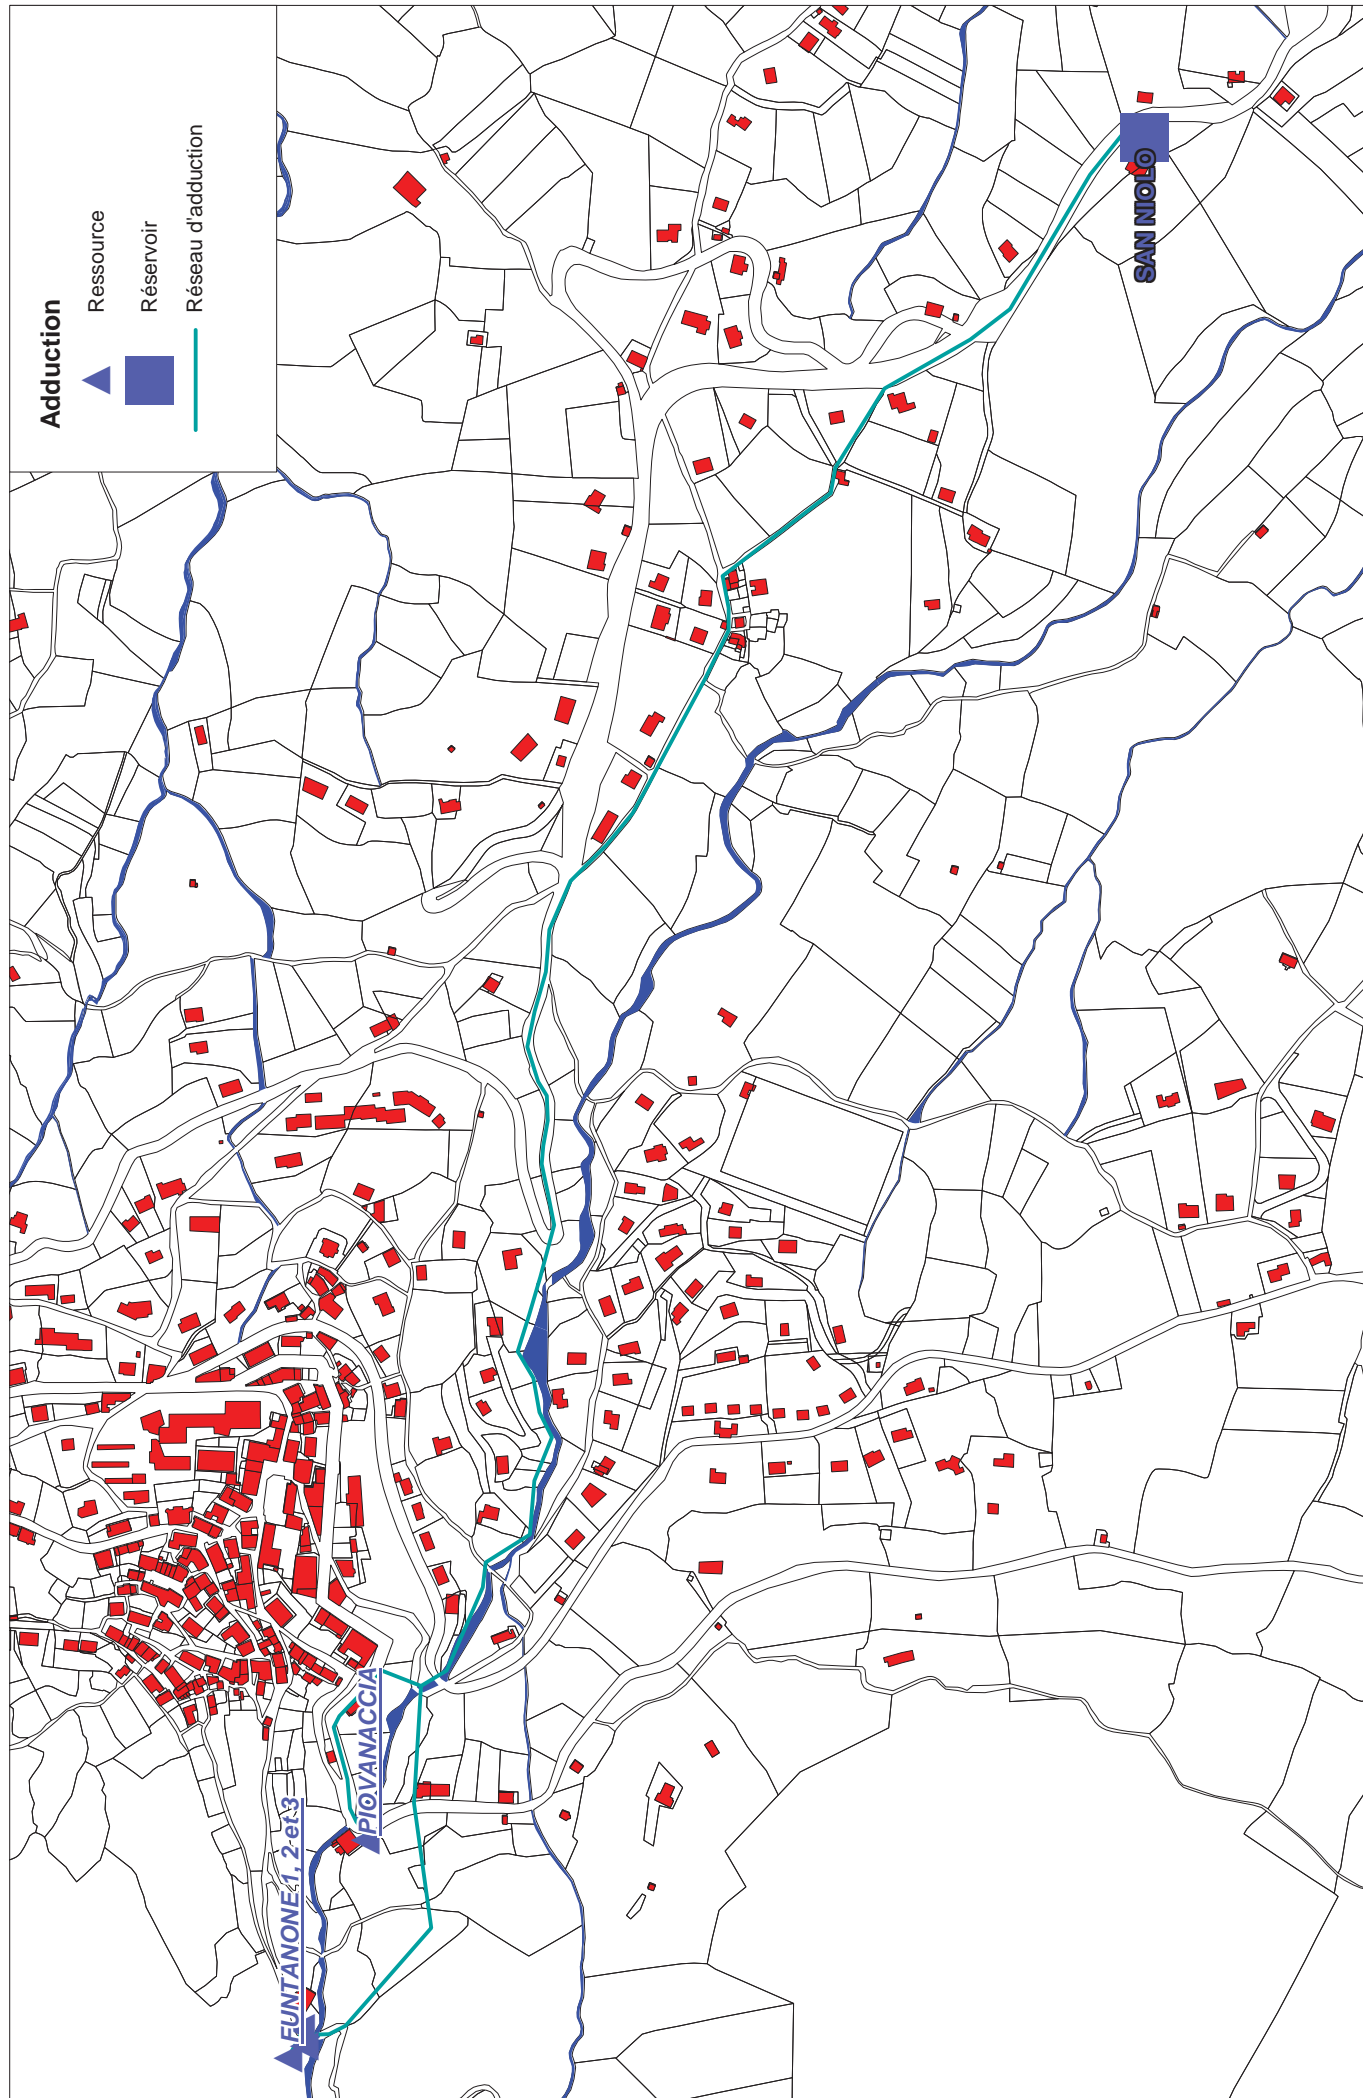 Adduction
Ressource
Réservoir
Réseau d'adduction
FUNTANONE 1, 2 et 3
PIOVANACCIA
SAN NIOLO